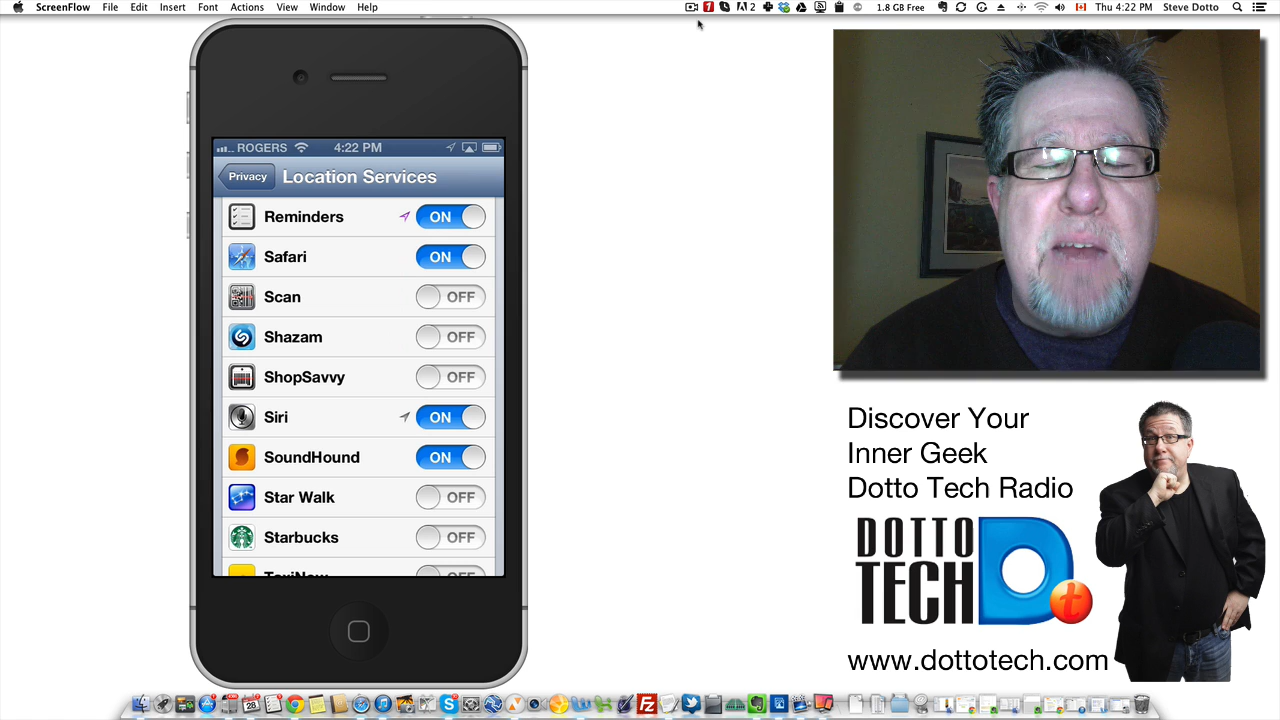 ScreenFlow File Edit Insert Font Actions View Window Help 1 2 1.8 GB Free Thu 4:22 PM Steve Dotto
ROGERS 4:22 PM
Privacy Location Services
Reminders ON
Safari ON
Scan OFF
Shazam OFF
ShopSavvy OFF
Siri ON
SoundHound ON
Star Walk OFF
Starbucks OFF
Discover Your
Inner Geek
Dotto Tech Radio
DOTTO
TECH
D
t
www.dottotech.com